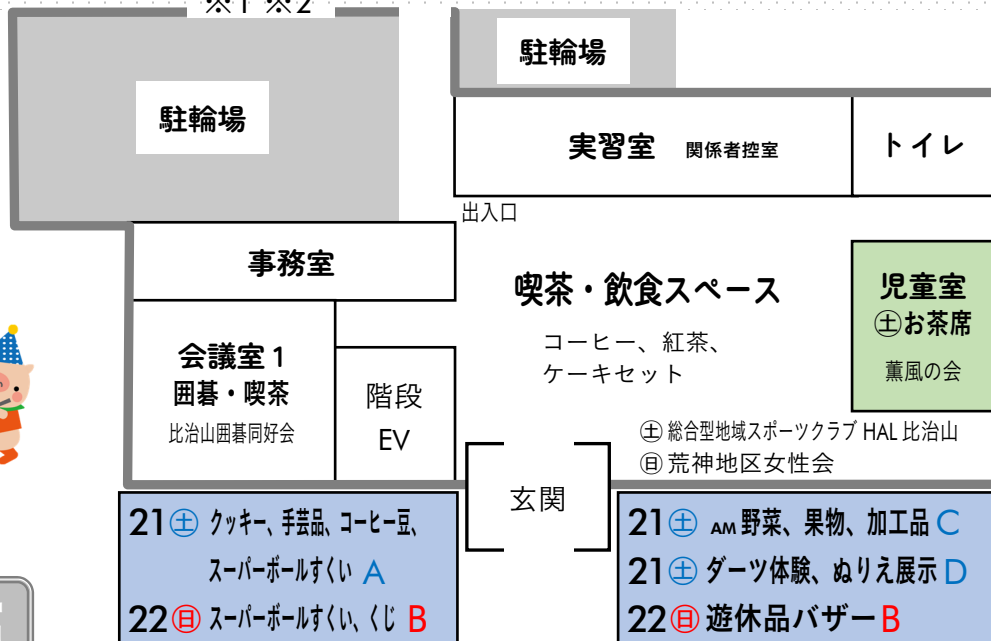 ※1 ※2
駐輪場
駐輪場
実習室 関係者控室
トイレ
出入口
事務室
喫茶・飲食スペース
コーヒー、紅茶、
ケーキセット
児童室
㊏お茶席
薫風の会
会議室1
囲碁・喫茶
比治山囲碁同好会
階段
EV
㊏総合型地域スポーツクラブ HAL 比治山
㊐荒神地区女性会
玄関
21㊏ クッキー、手芸品、コーヒー豆、
スーパーボールすくい A
22㊐ スーパーボールすくい、くじ B
21㊏ AM 野菜、果物、加工品 C
21㊏ ダーツ体験、ぬりえ展示 D
22㊐ 遊休品バザー B